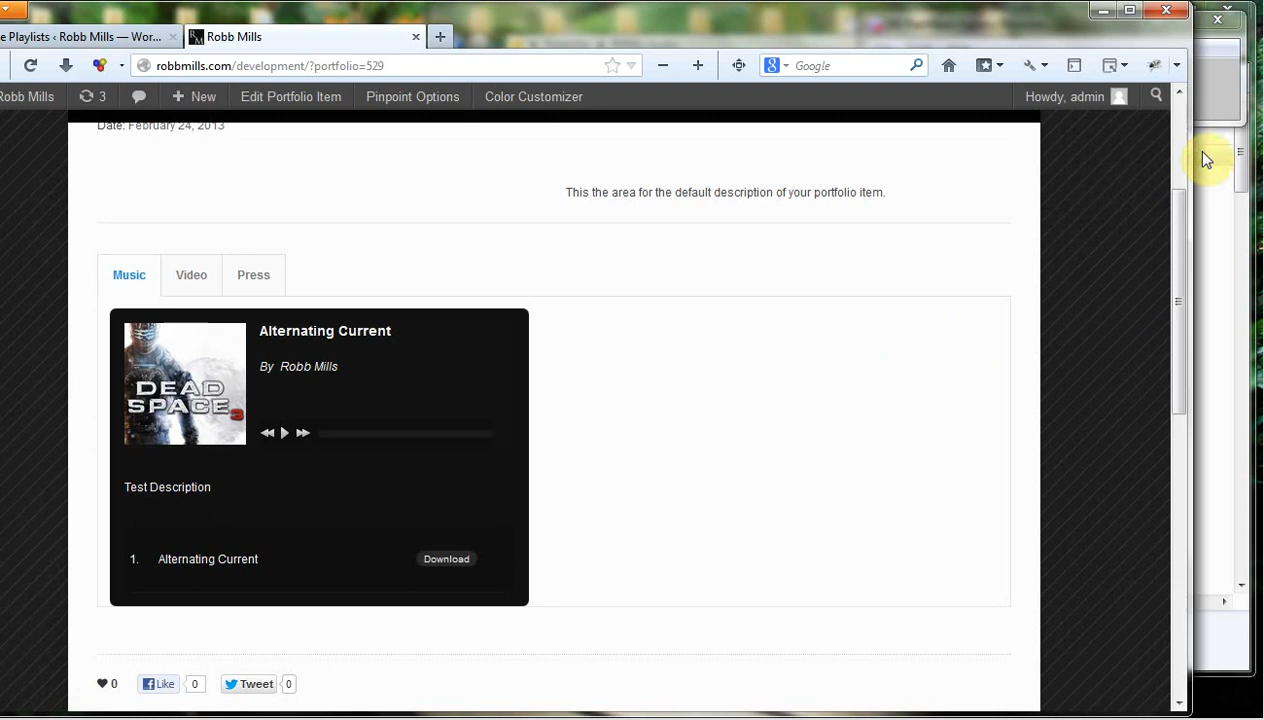 e Playlists ‹ Robb Mills — Wor...
Robb Mills
robbmills.com/development/?portfolio=529
Google
Robb Mills
3
New
Edit Portfolio Item
Pinpoint Options
Color Customizer
Howdy, admin
Date: February 24, 2013
This the area for the default description of your portfolio item.
Music
Video
Press
DEAD
SPACE 3
Alternating Current
By Robb Mills
Test Description
1. Alternating Current
Download
0
Like
0
Tweet
0